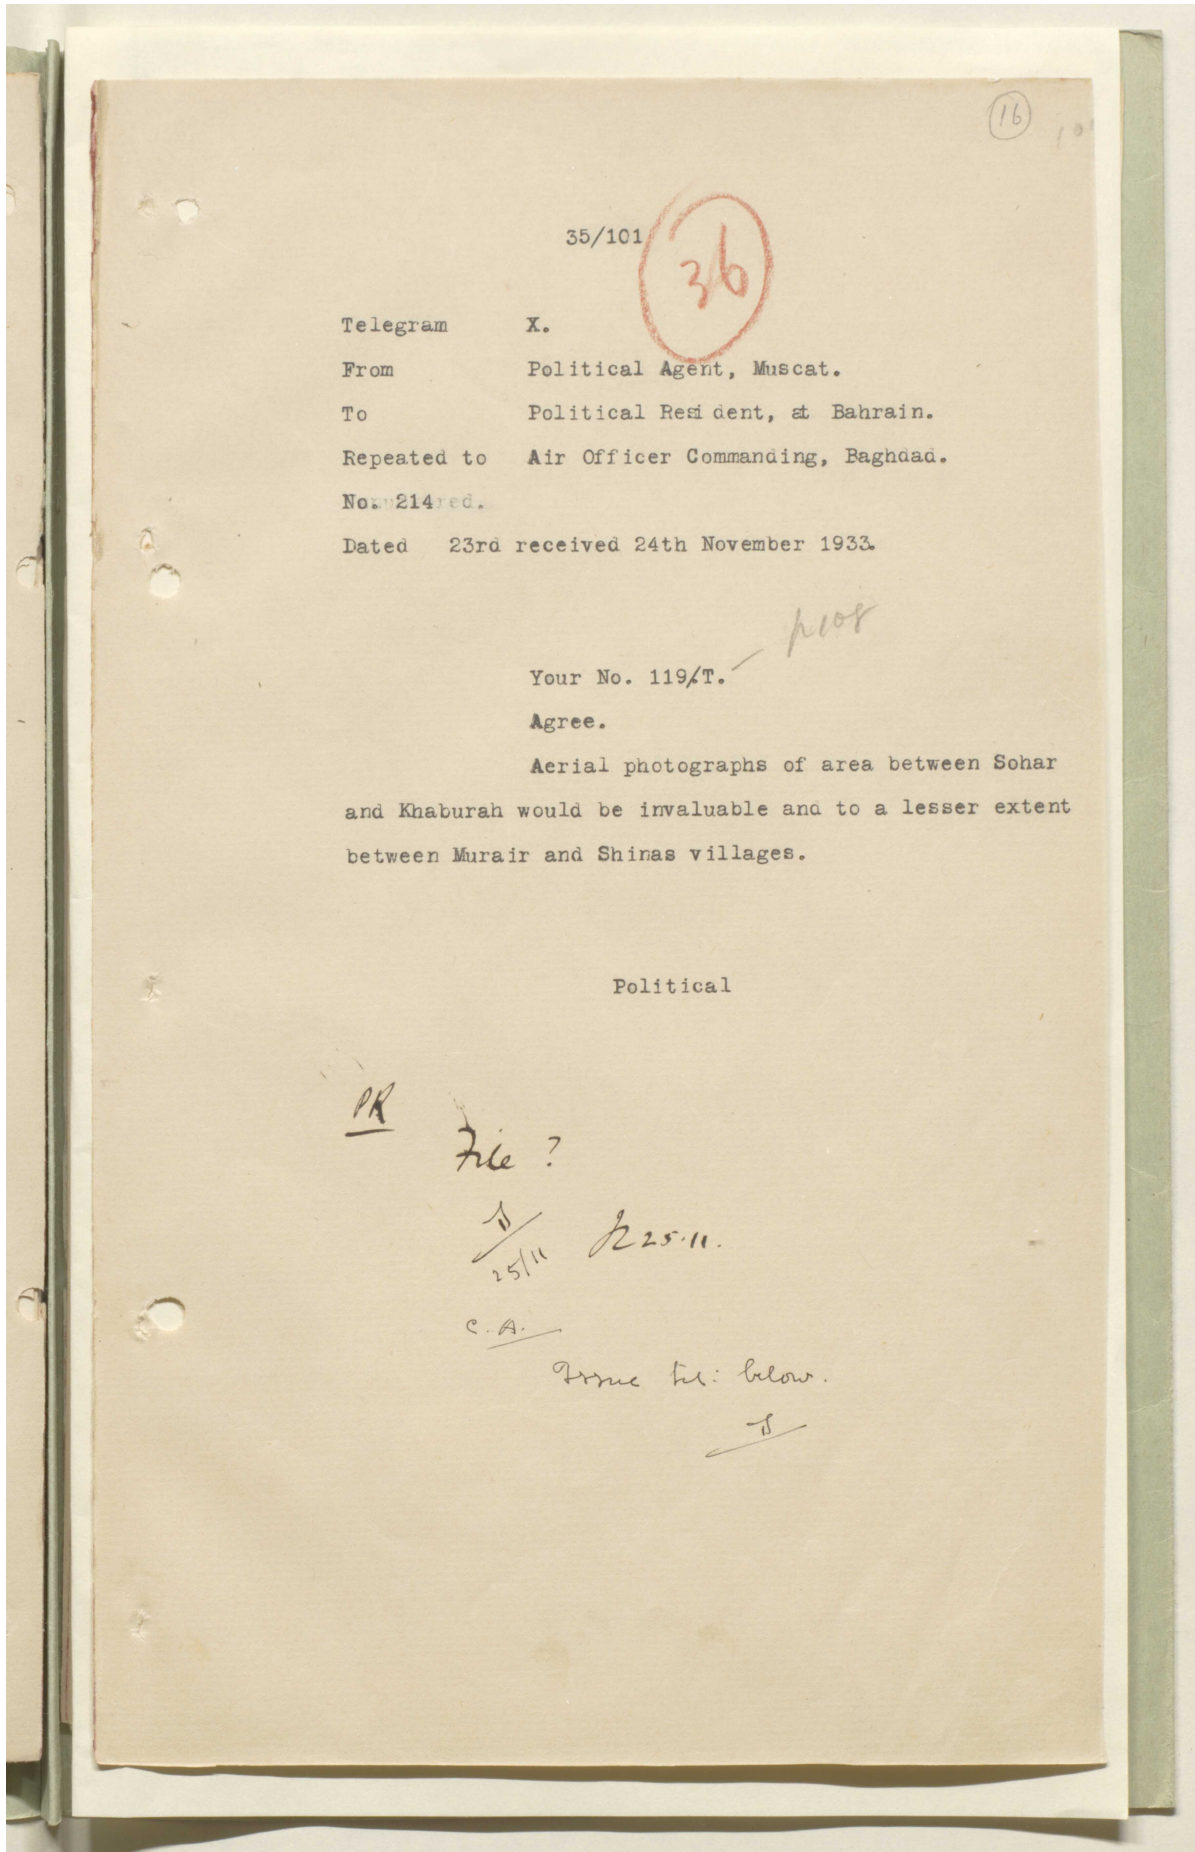 16
35/101
36
Telegram X.
From Political Agent, Muscat.
To Political Resident, at Bahrain.
Repeated to Air Officer Commanding, Baghdad.
No. 214
Dated 23rd received 24th November 1933.
p108
Your No. 119/T.
Agree.
Aerial photographs of area between Sohar
and Khaburah would be invaluable and to a lesser extent
between Murair and Shinas villages.
Political
PR
File ?
25/11 25.11.
C.A.
Issue tel: below.